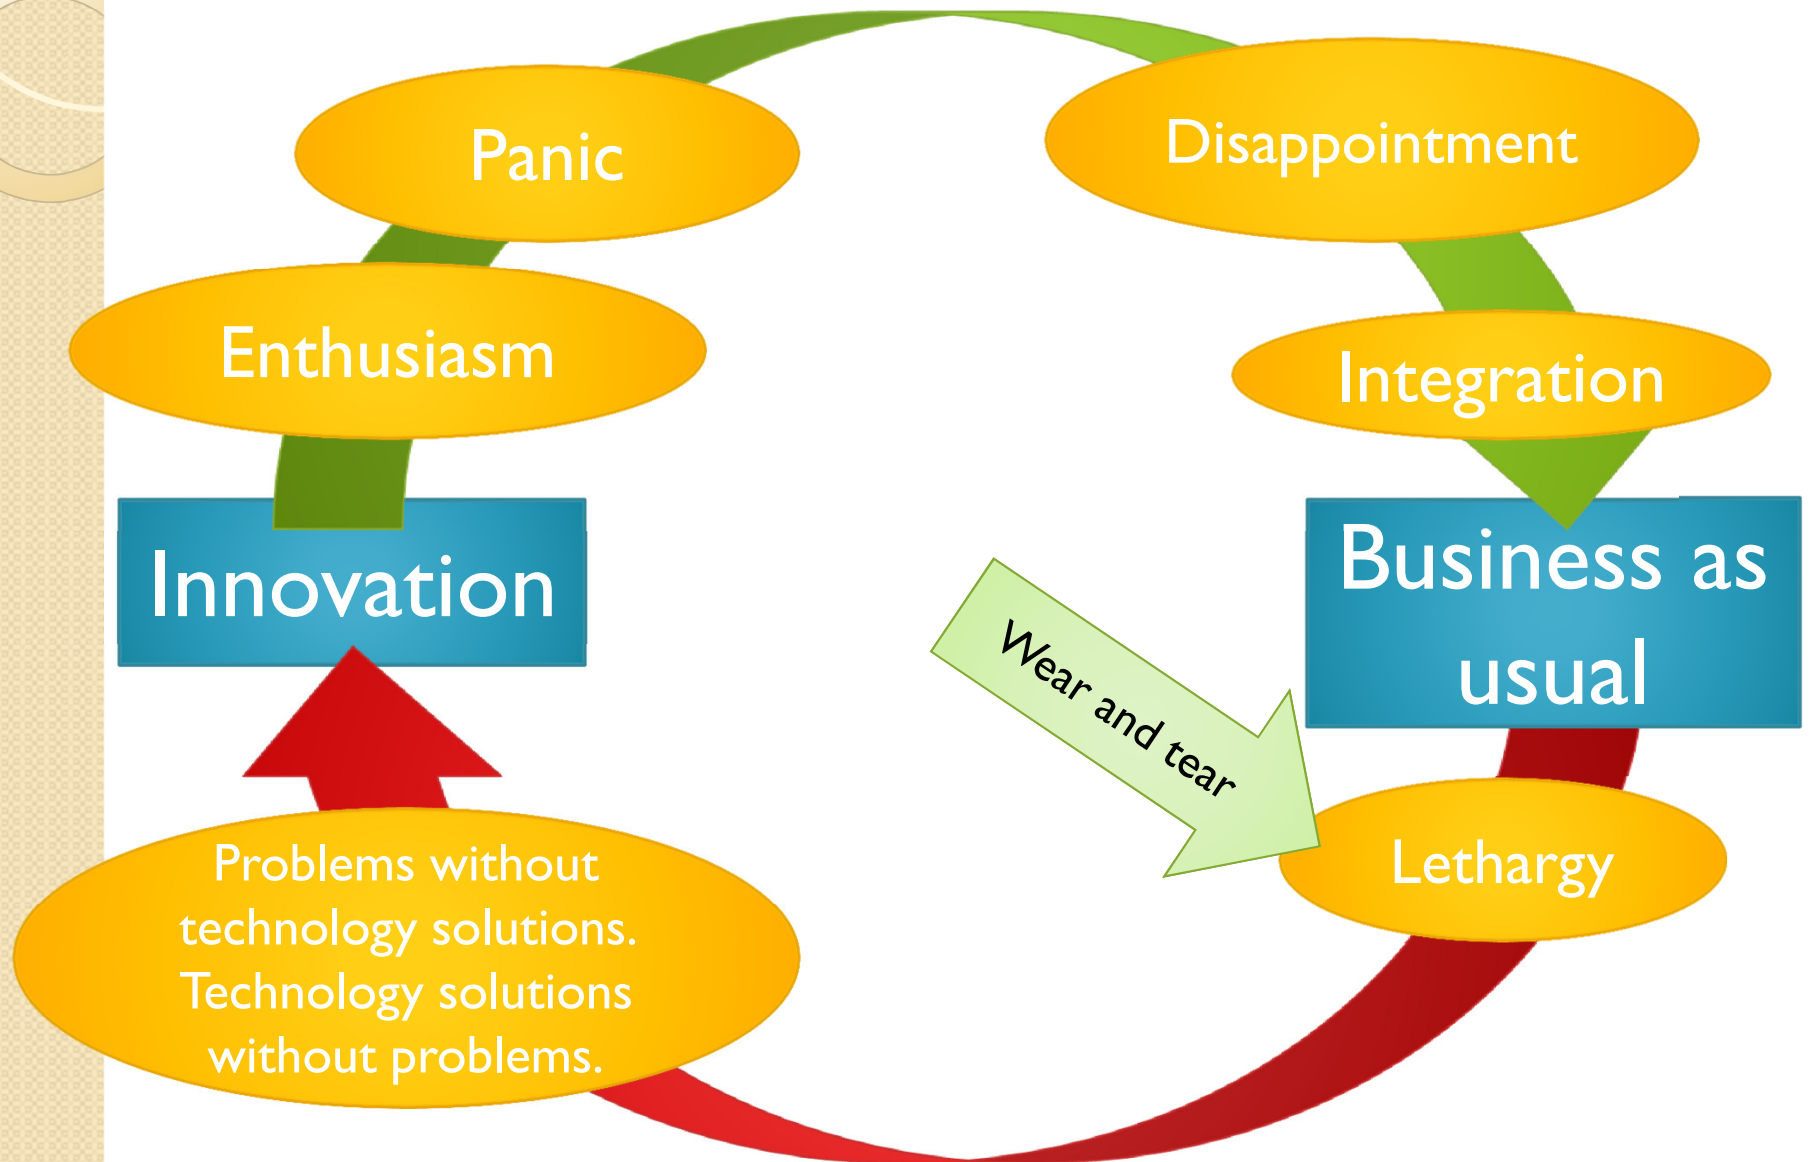 Panic
Disappointment
Enthusiasm
Integration
Innovation
Business as
usual
Wear and tear
Lethargy
Problems without
technology solutions.
Technology solutions
without problems.